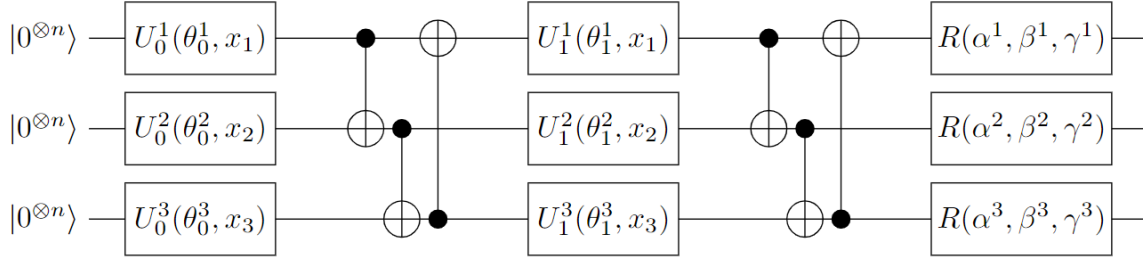 |0^{⊗n}⟩ U_0^1(θ_0^1, x_1) U_1^1(θ_1^1, x_1) R(α^1, β^1, γ^1)
|0^{⊗n}⟩ U_0^2(θ_0^2, x_2) U_1^2(θ_1^2, x_2) R(α^2, β^2, γ^2)
|0^{⊗n}⟩ U_0^3(θ_0^3, x_3) U_1^3(θ_1^3, x_3) R(α^3, β^3, γ^3)